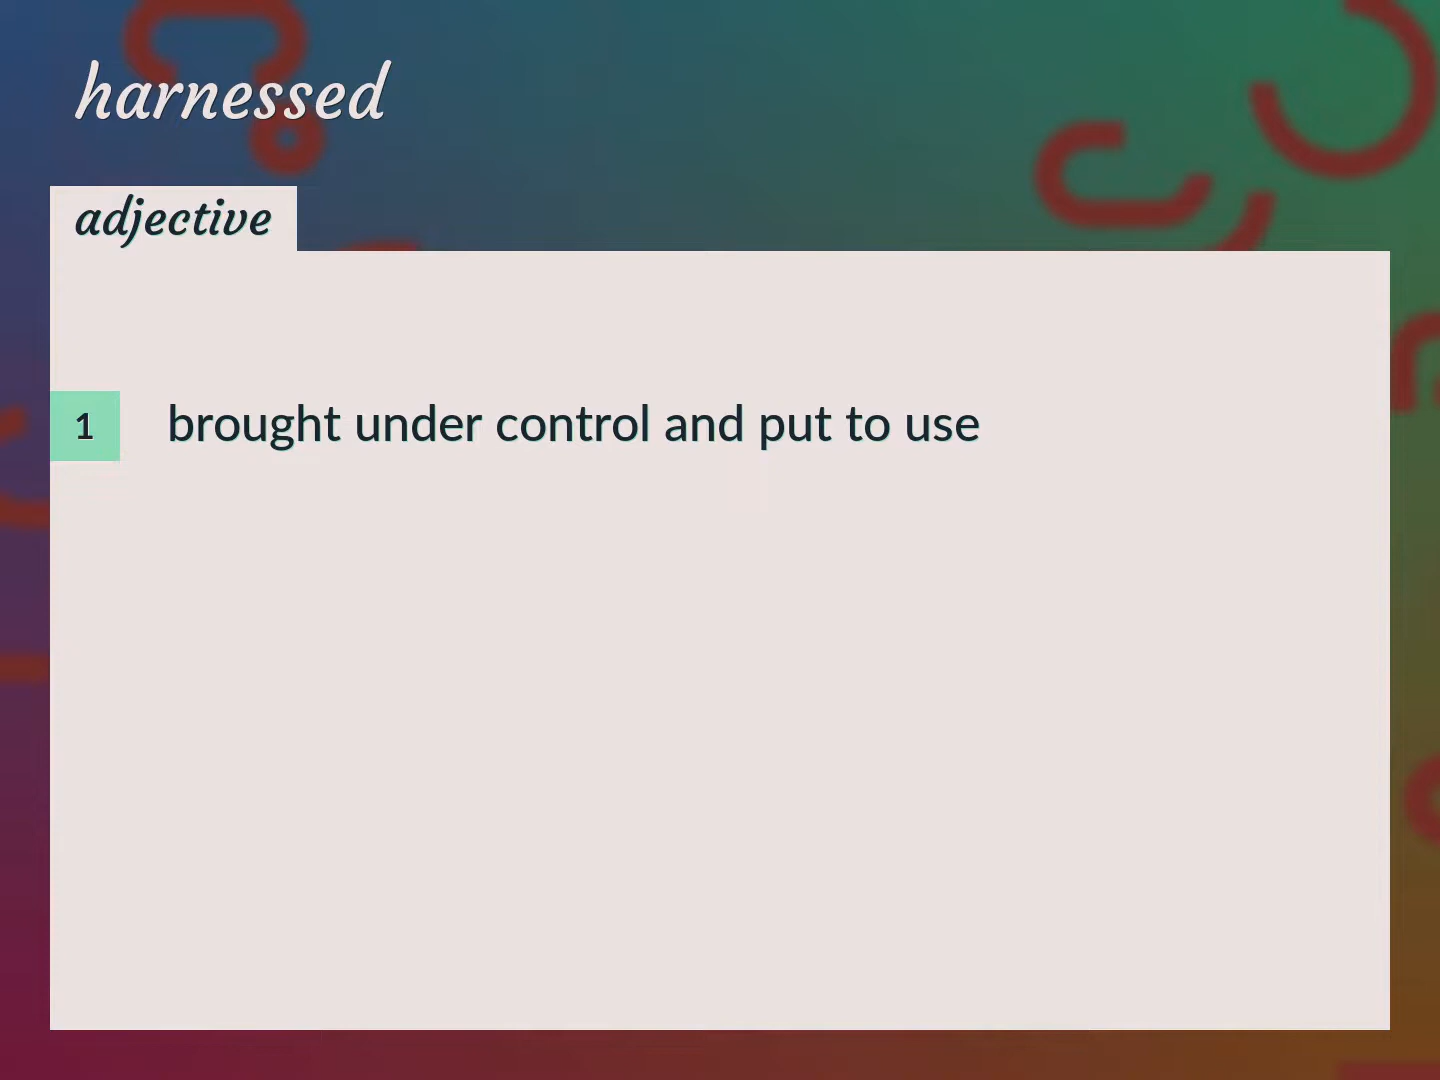 harnessed
adjective
1 brought under control and put to use